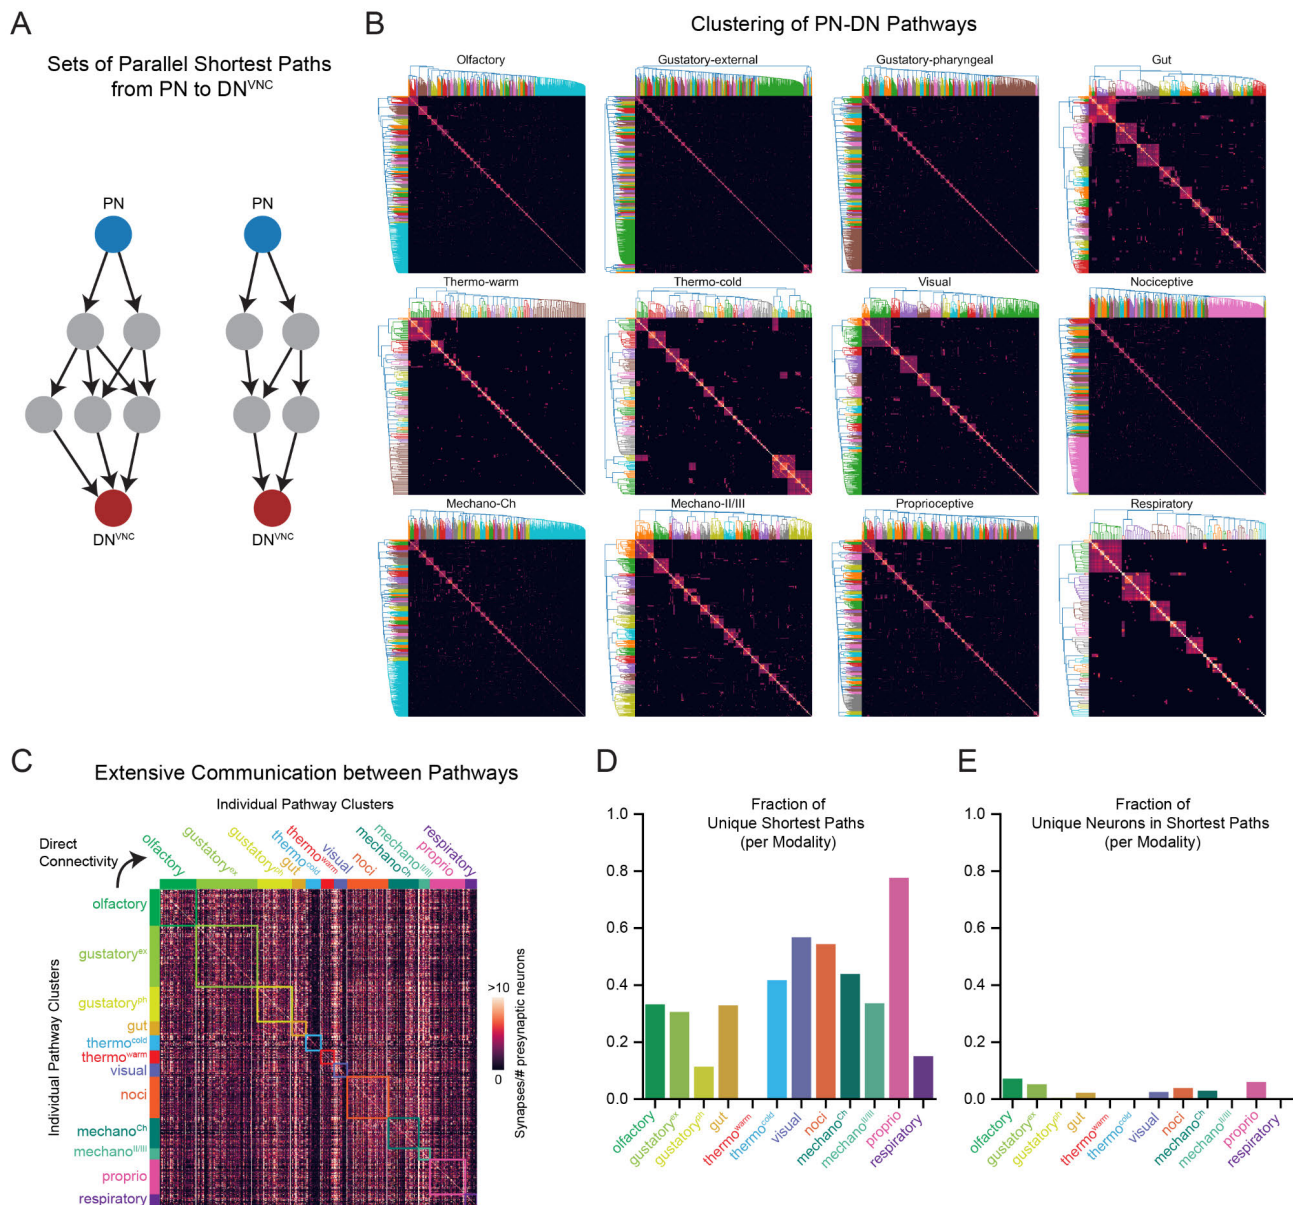 A
Sets of Parallel Shortest Paths
from PN to DN^VNC
PN
PN
DN^VNC
DN^VNC
B
Clustering of PN-DN Pathways
Olfactory
Gustatory-external
Gustatory-pharyngeal
Gut
Thermo-warm
Thermo-cold
Visual
Nociceptive
Mechano-Ch
Mechano-II/III
Proprioceptive
Respiratory
C
Extensive Communication between Pathways
Individual Pathway Clusters
Direct
Connectivity
olfactory
gustatory^ex
gustatory^ph
gut
thermo^cold
thermo^warm
visual
noci
mechano^Ch
mechano^II/III
proprio
respiratory
Individual Pathway Clusters
olfactory
gustatory^ex
gustatory^ph
gut
thermo^cold
thermo^warm
visual
noci
mechano^Ch
mechano^II/III
proprio
respiratory
>10
0
Synapses/# presynaptic neurons
D
Fraction of
Unique Shortest Paths
(per Modality)
1.0
0.8
0.6
0.4
0.2
0.0
olfactory
gustatory^ex
gustatory^ph
gut
thermo^warm
thermo^cold
visual
noci
mechano^Ch
mechano^II/III
proprio
respiratory
E
Fraction of
Unique Neurons in Shortest Paths
(per Modality)
1.0
0.8
0.6
0.4
0.2
0.0
olfactory
gustatory^ex
gustatory^ph
gut
thermo^warm
thermo^cold
visual
noci
mechano^Ch
mechano^II/III
proprio
respiratory